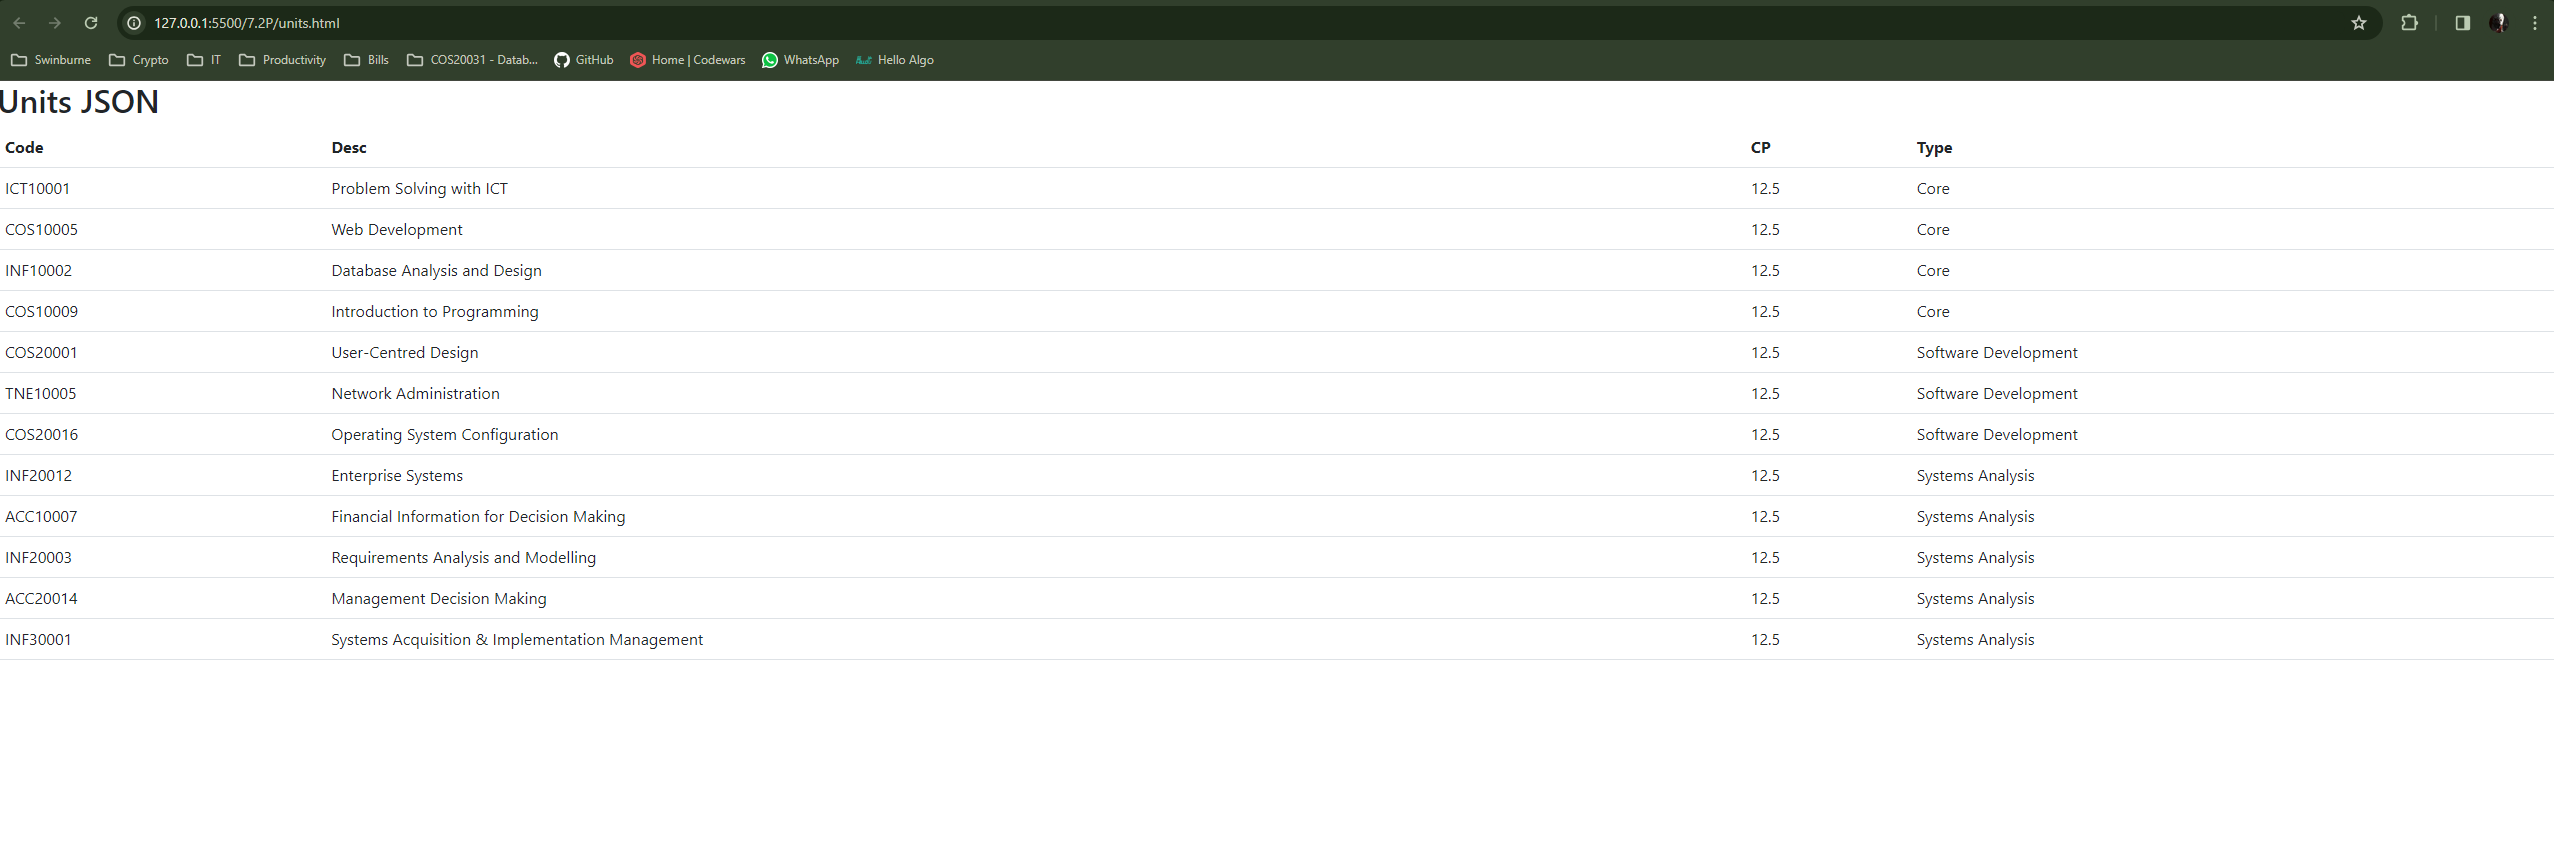 127.0.0.1:5500/7.2P/units.html
Swinburne Crypto IT Productivity Bills COS20031 - Datab... GitHub Home | Codewars WhatsApp Hello Algo
Units JSON
Code Desc CP Type
ICT10001 Problem Solving with ICT 12.5 Core
COS10005 Web Development 12.5 Core
INF10002 Database Analysis and Design 12.5 Core
COS10009 Introduction to Programming 12.5 Core
COS20001 User-Centred Design 12.5 Software Development
TNE10005 Network Administration 12.5 Software Development
COS20016 Operating System Configuration 12.5 Software Development
INF20012 Enterprise Systems 12.5 Systems Analysis
ACC10007 Financial Information for Decision Making 12.5 Systems Analysis
INF20003 Requirements Analysis and Modelling 12.5 Systems Analysis
ACC20014 Management Decision Making 12.5 Systems Analysis
INF30001 Systems Acquisition & Implementation Management 12.5 Systems Analysis